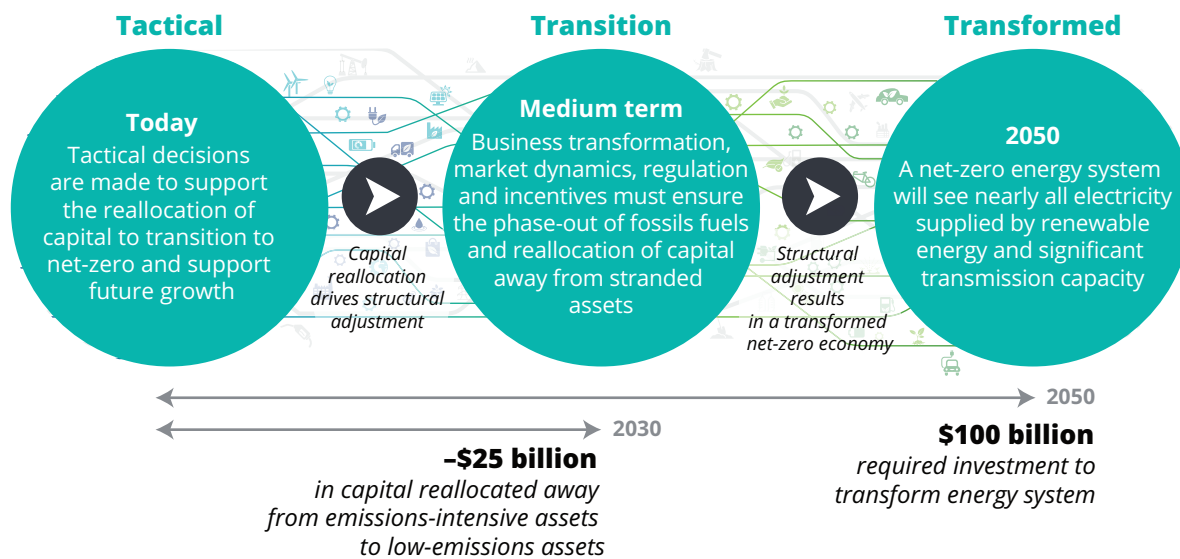 Tactical
Transition
Transformed
Today
Tactical decisions
are made to support
the reallocation of
capital to transition to
net-zero and support
future growth
Capital
reallocation
drives structural
adjustment
Medium term
Business transformation,
market dynamics, regulation
and incentives must ensure
the phase-out of fossils fuels
and reallocation of capital
away from stranded
assets
Structural
adjustment
results
in a transformed
net-zero economy
2050
A net-zero energy system
will see nearly all electricity
supplied by renewable
energy and significant
transmission capacity
2050
2030
–$25 billion
in capital reallocated away
from emissions-intensive assets
to low-emissions assets
$100 billion
required investment to
transform energy system